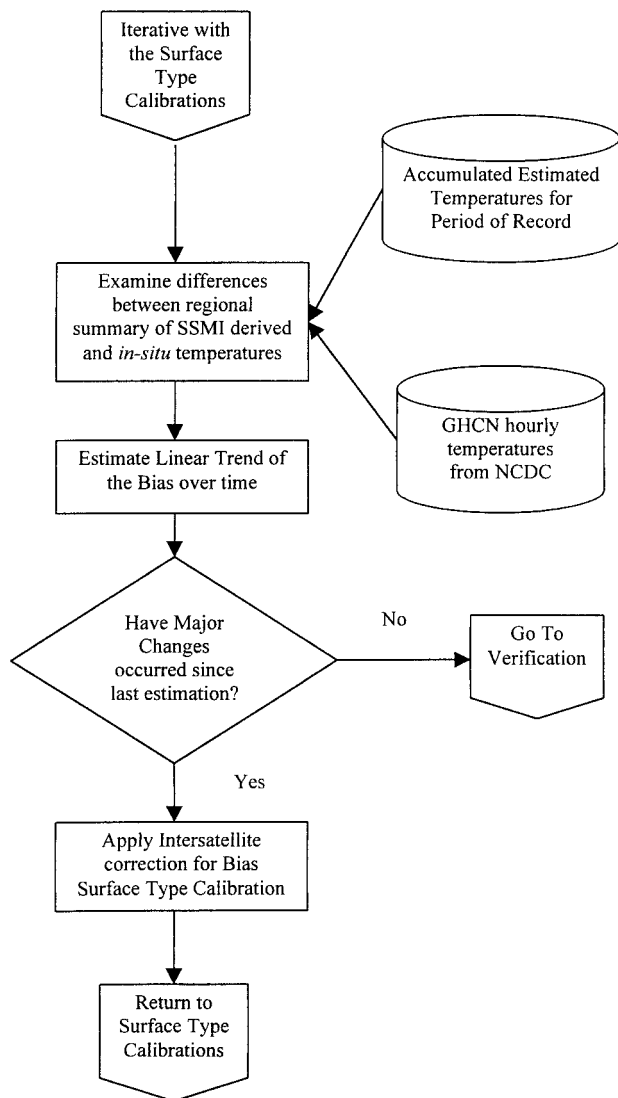 Iterative with
the Surface
Type
Calibrations
Accumulated Estimated
Temperatures for
Period of Record
Examine differences
between regional
summary of SSMI derived
and in-situ temperatures
GHCN hourly
temperatures
from NCDC
Estimate Linear Trend of
the Bias over time
Have Major
Changes
occurred since
last estimation?
No
Go To
Verification
Yes
Apply Intersatellite
correction for Bias
Surface Type Calibration
Return to
Surface Type
Calibrations